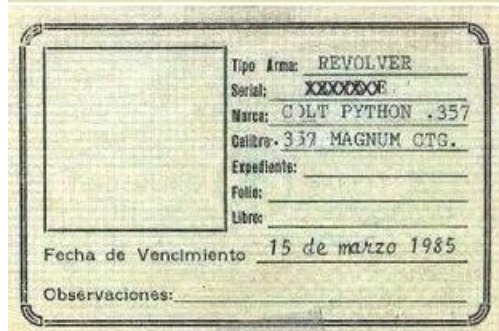 Tipo Arma: REVOLVER
Serial: XXXXXXXE
Marca: COLT PYTHON .357
Calibre. 357 MAGNUM CTG.
Expediente:
Folio:
Libro:
Fecha de Vencimiento 15 de marzo 1985
Observaciones: